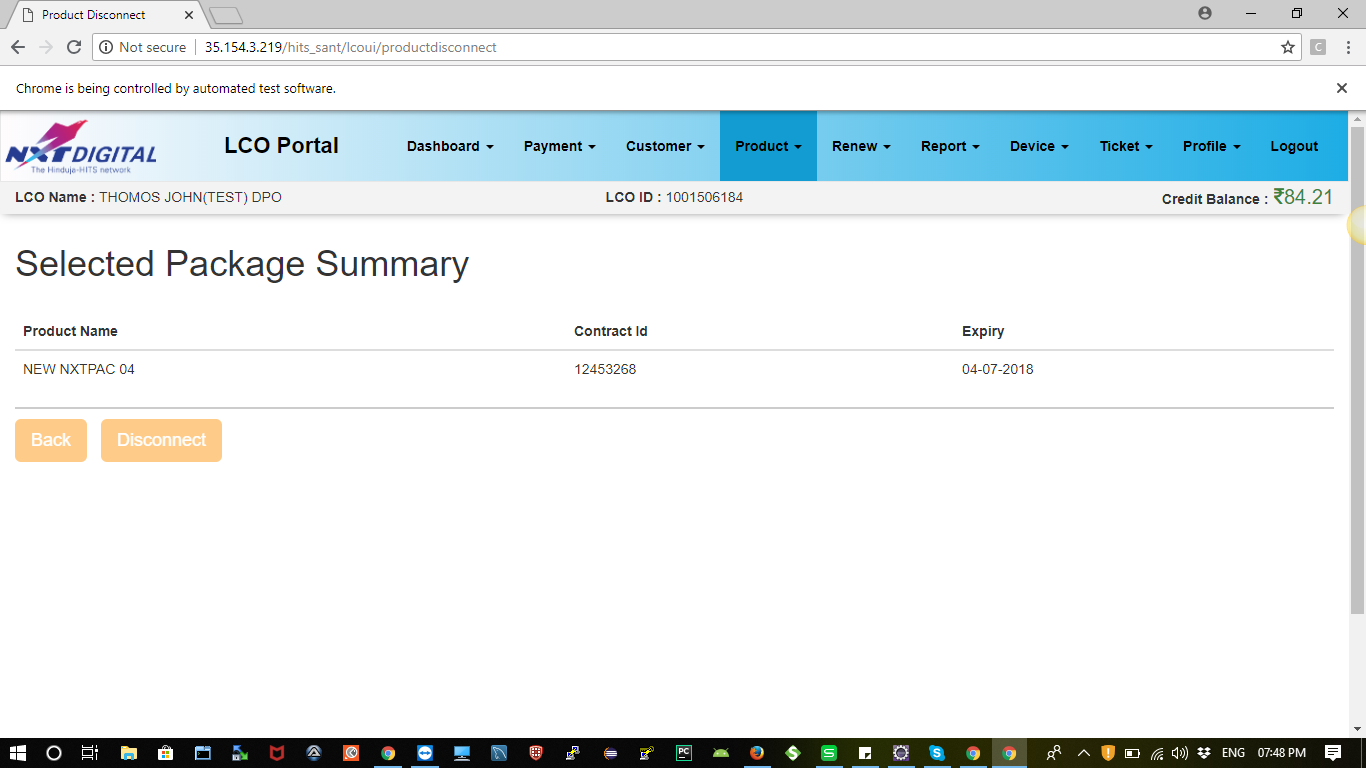 Product Disconnect
Not secure 35.154.3.219/hits_sant/lcoui/productdisconnect
C
Chrome is being controlled by automated test software.
NXTDIGITAL
The Hinduja-HITS network
LCO Portal Dashboard Payment Customer Product Renew Report Device Ticket Profile Logout
LCO Name : THOMOS JOHN(TEST) DPO LCO ID : 1001506184 Credit Balance : ₹84.21
Selected Package Summary
Product Name Contract Id Expiry
NEW NXTPAC 04 12453268 04-07-2018
Back Disconnect
PC S S ENG 07:48 PM